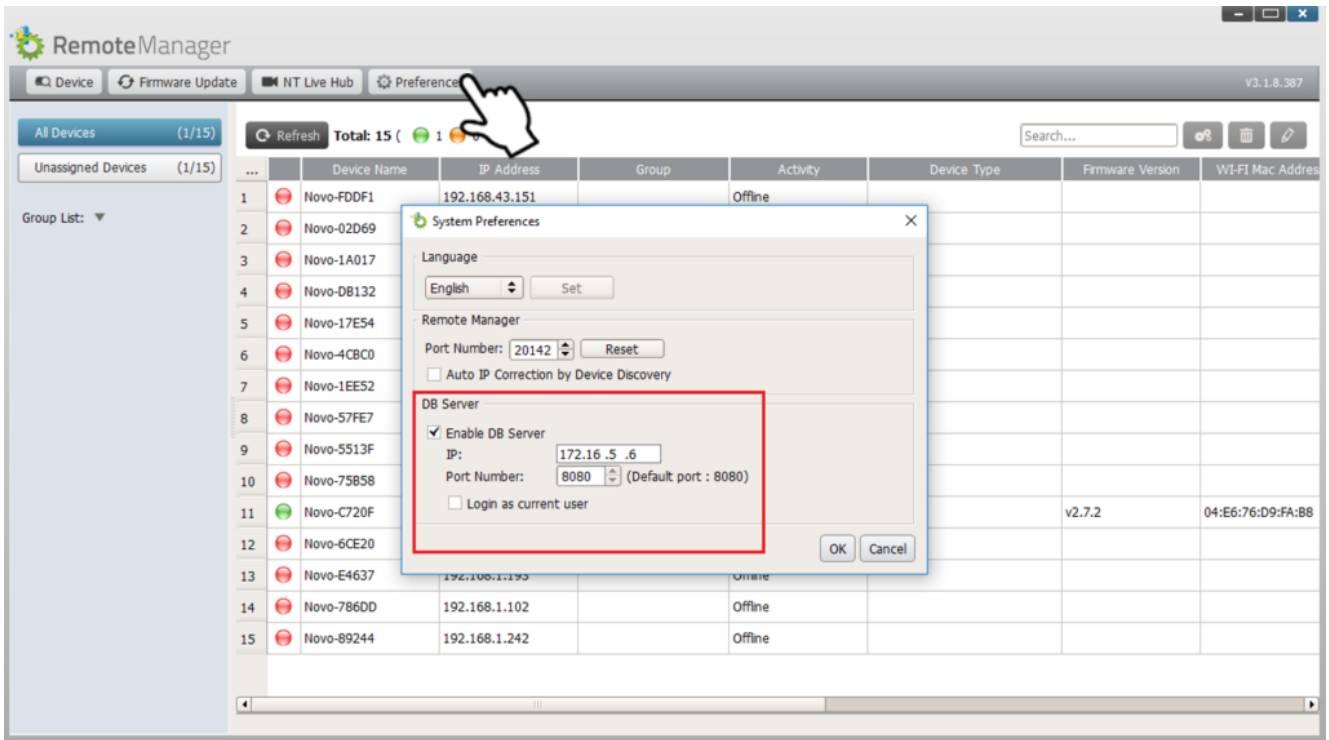 RemoteManager
Device Firmware Update NT Live Hub Preference
V3.1.8.387
All Devices (1/15)
Unassigned Devices (1/15)
Group List: ▼
Refresh Total: 15 ( 1
Search...
... Device Name IP Address Group Activity Device Type Firmware Version WI-FI Mac Addres
1 Novo-FDDF1 192.168.43.151 Offline
2 Novo-02D69
3 Novo-1A017
4 Novo-DB132
5 Novo-17E54
6 Novo-4CBC0
7 Novo-1EE52
8 Novo-57FE7
9 Novo-5513F
10 Novo-75B58
11 Novo-C720F v2.7.2 04:E6:76:D9:FA:B8
12 Novo-6CE20
13 Novo-E4637 192.168.1.193 Offline
14 Novo-786DD 192.168.1.102 Offline
15 Novo-89244 192.168.1.242 Offline
System Preferences
Language
English Set
Remote Manager
Port Number: 20142 Reset
Auto IP Correction by Device Discovery
DB Server
Enable DB Server
IP: 172.16 .5 .6
Port Number: 8080 (Default port : 8080)
Login as current user
OK Cancel